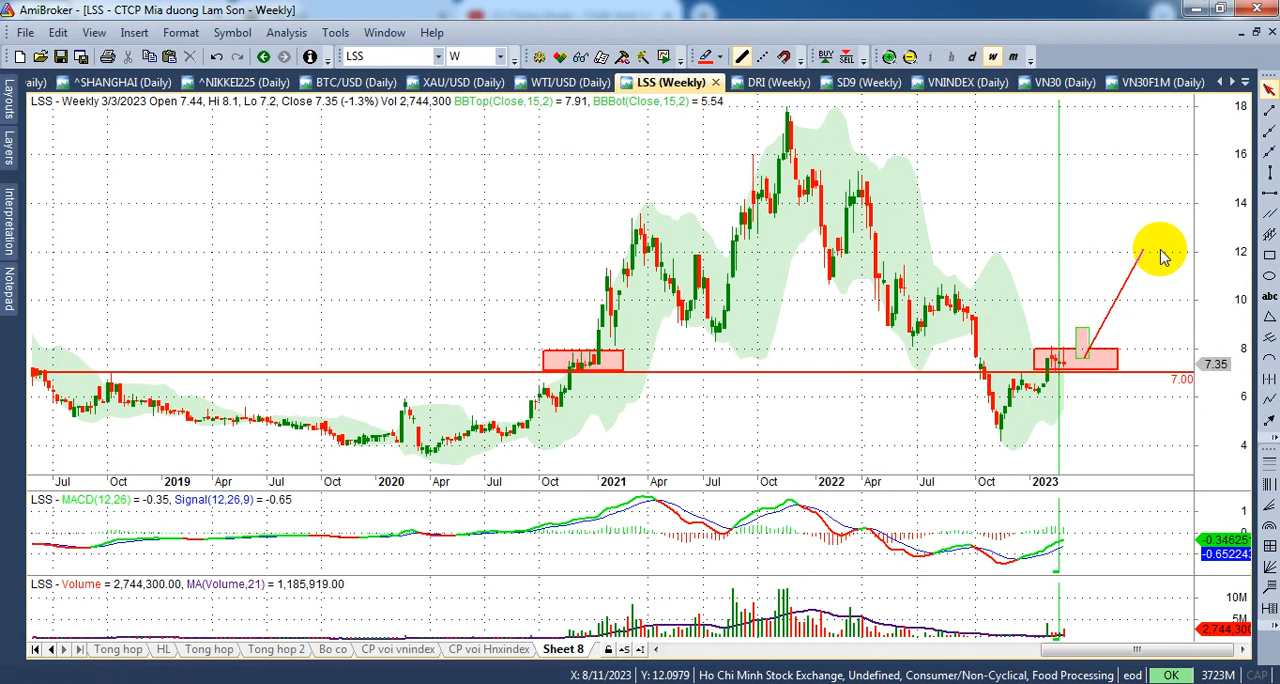 AmiBroker - [LSS - CTCP Mia duong Lam Son - Weekly]
File Edit View Insert Format Symbol Analysis Tools Window Help
LSS W BUY SELL i h d w m
aily) ^SHANGHAI (Daily) ^NIKKEI225 (Daily) BTC/USD (Daily) XAU/USD (Daily) WTI/USD (Daily) LSS (Weekly) DRI (Weekly) SD9 (Weekly) VNINDEX (Daily) VN30 (Daily) VN30F1M (Daily)
Layouts
Layers
Interpretation
Notepad
LSS - Weekly 3/3/2023 Open 7.44, Hi 8.1, Lo 7.2, Close 7.35 (-1.3%) Vol 2,744,300 BBTop(Close,15,2) = 7.91, BBBot(Close,15,2) = 5.54
18
16
14
12
10
8
7.35
7.00
6
4
abc
Jul Oct 2019 Apr Jul Oct 2020 Apr Jul Oct 2021 Apr Jul Oct 2022 Apr Jul Oct 2023
LSS - MACD(12,26) = -0.35, Signal(12,26,9) = -0.65
1
0
-0.34625
-0.652243
LSS - Volume = 2,744,300.00, MA(Volume,21) = 1,185,919.00
10M
5M
2,744,300
Tong hop HL Tong hop Tong hop 2 Bo co CP voi vnindex CP voi Hnxindex Sheet 8
X: 8/11/2023 Y: 12.0979 Ho Chi Minh Stock Exchange, Undefined, Consumer/Non-Cyclical, Food Processing eod OK 3723M CAP